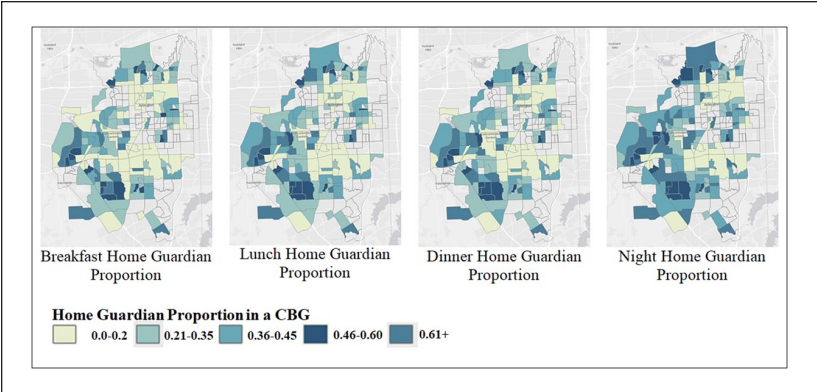 Breakfast Home Guardian
Proportion
Lunch Home Guardian
Proportion
Dinner Home Guardian
Proportion
Night Home Guardian
Proportion
Home Guardian Proportion in a CBG
0.0-0.2 0.21-0.35 0.36-0.45 0.46-0.60 0.61+